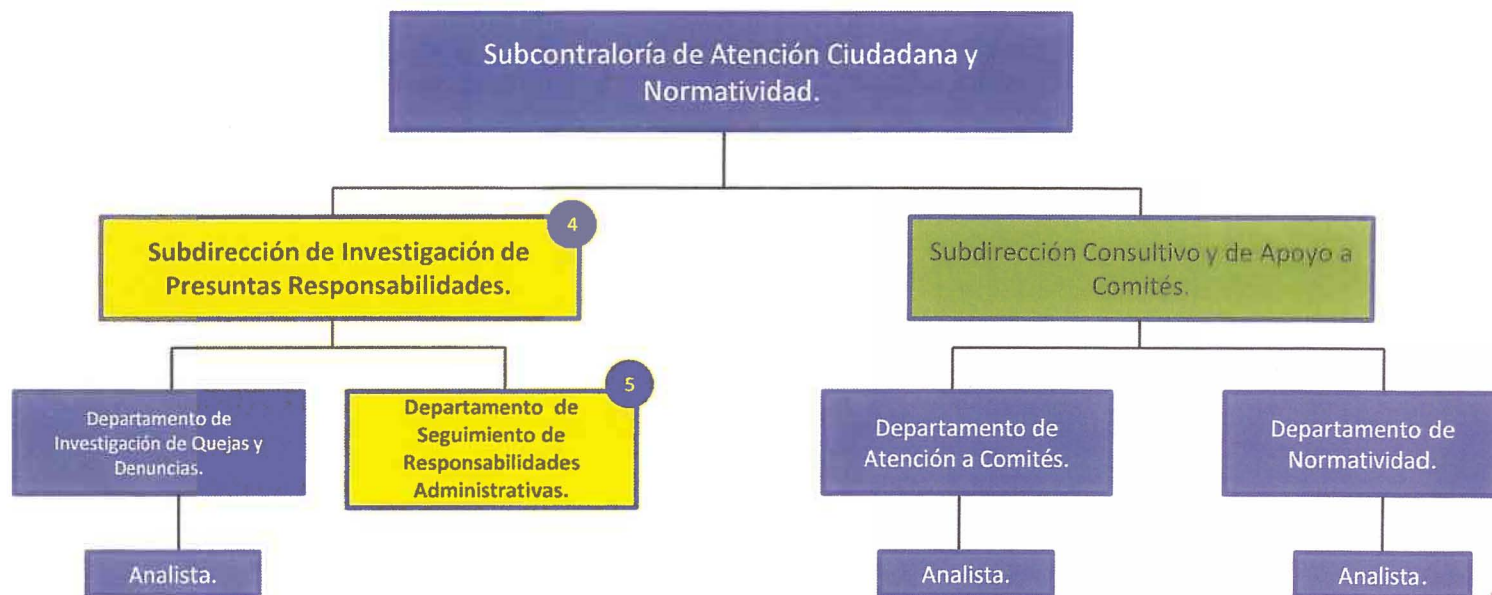 Subcontraloría de Atención Ciudadana y
Normatividad.
4
Subdirección de Investigación de
Presuntas Responsabilidades.
Subdirección Consultivo y de Apoyo a
Comités.
Departamento de
Investigación de Quejas y
Denuncias.
5
Departamento de
Seguimiento de
Responsabilidades
Administrativas.
Departamento de
Atención a Comités.
Departamento de
Normatividad.
Analista.
Analista.
Analista.